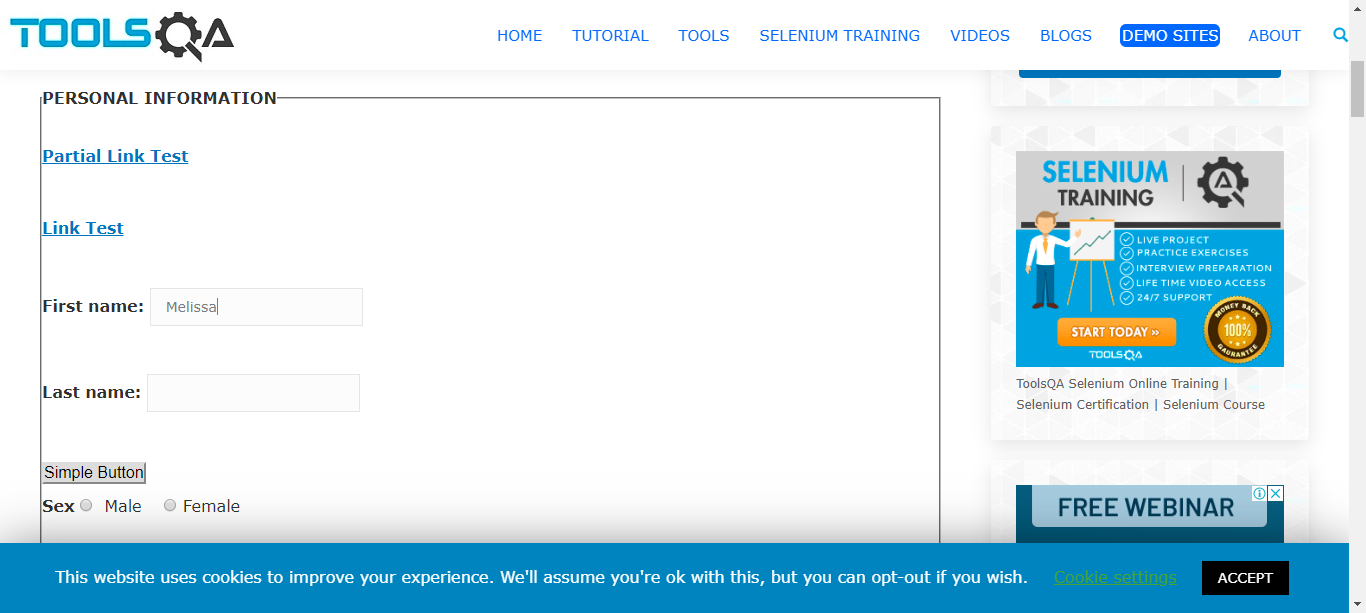 TOOLSQA
HOME TUTORIAL TOOLS SELENIUM TRAINING VIDEOS BLOGS DEMO SITES ABOUT
PERSONAL INFORMATION
Partial Link Test
Link Test
First name: Melissa
Last name:
Simple Button
Sex Male Female
SELENIUM
TRAINING
LIVE PROJECT
PRACTICE EXERCISES
INTERVIEW PREPARATION
LIFE TIME VIDEO ACCESS
24/7 SUPPORT
START TODAY »
TOOLSQA
MONEY BACK
100%
GAURANTEE
ToolsQA Selenium Online Training |
Selenium Certification | Selenium Course
FREE WEBINAR
This website uses cookies to improve your experience. We'll assume you're ok with this, but you can opt-out if you wish. Cookie settings ACCEPT